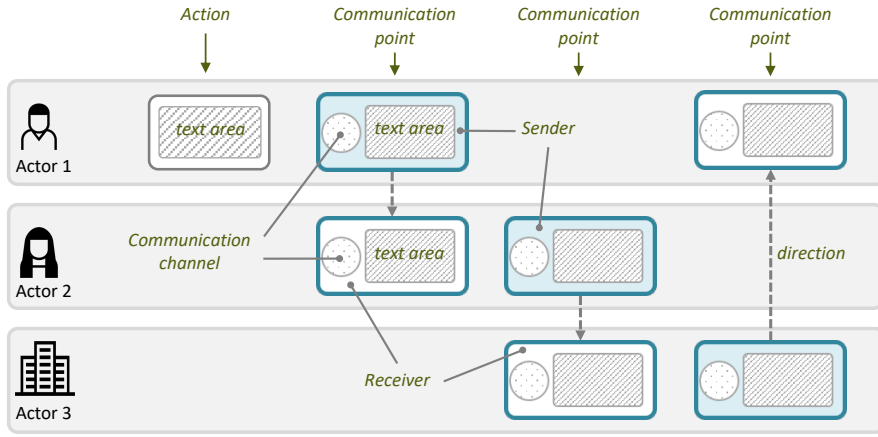 Action
Communication
point
Communication
point
Communication
point
text area
text area
Sender
Actor 1
Communication
channel
text area
direction
Actor 2
Receiver
Actor 3